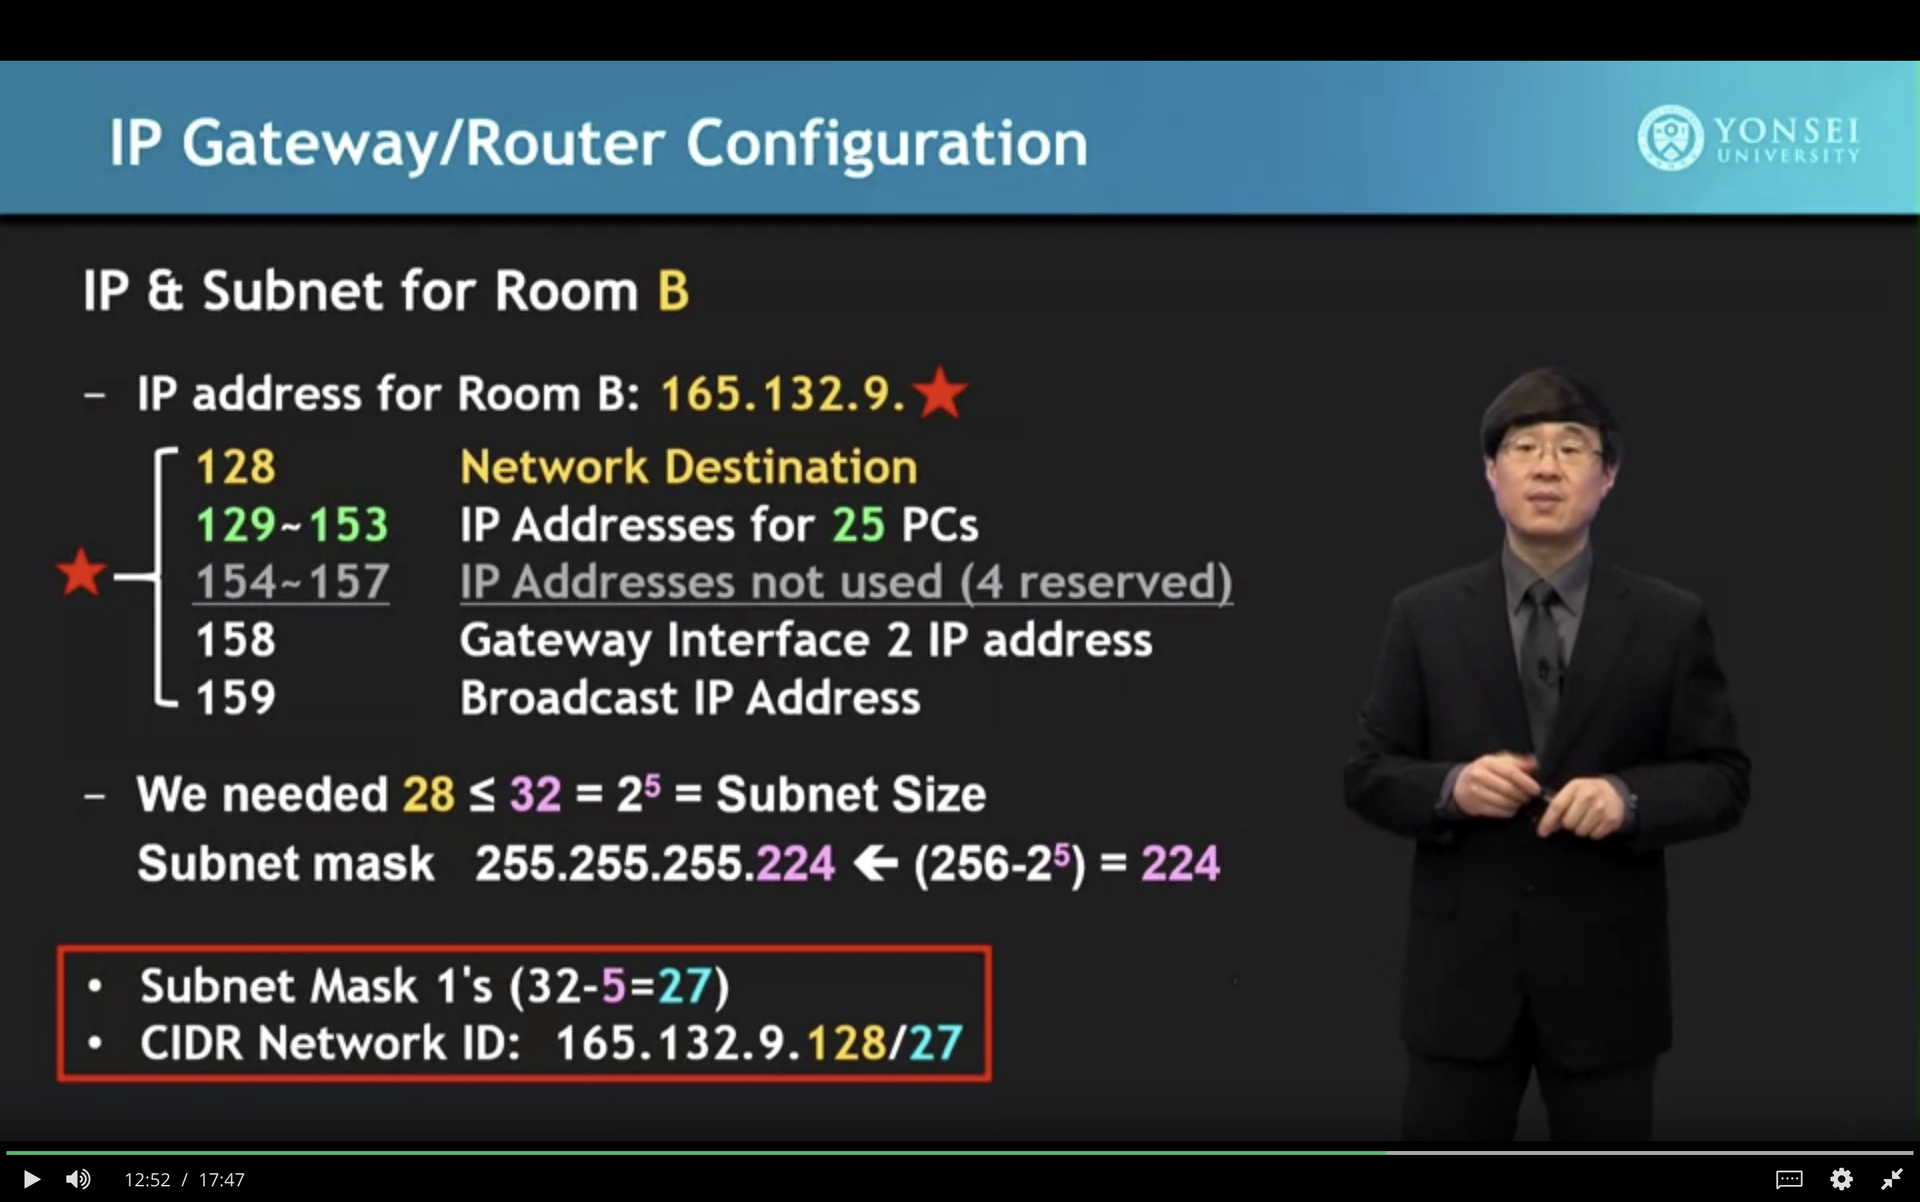 IP Gateway/Router Configuration
YONSEI
UNIVERSITY
IP & Subnet for Room B
– IP address for Room B: 165.132.9.★
128 Network Destination
129~153 IP Addresses for 25 PCs
★ 154~157 IP Addresses not used (4 reserved)
158 Gateway Interface 2 IP address
159 Broadcast IP Address
– We needed 28 ≤ 32 = 2⁵ = Subnet Size
Subnet mask 255.255.255.224 ← (256-2⁵) = 224
• Subnet Mask 1's (32-5=27)
• CIDR Network ID: 165.132.9.128/27
12:52 / 17:47